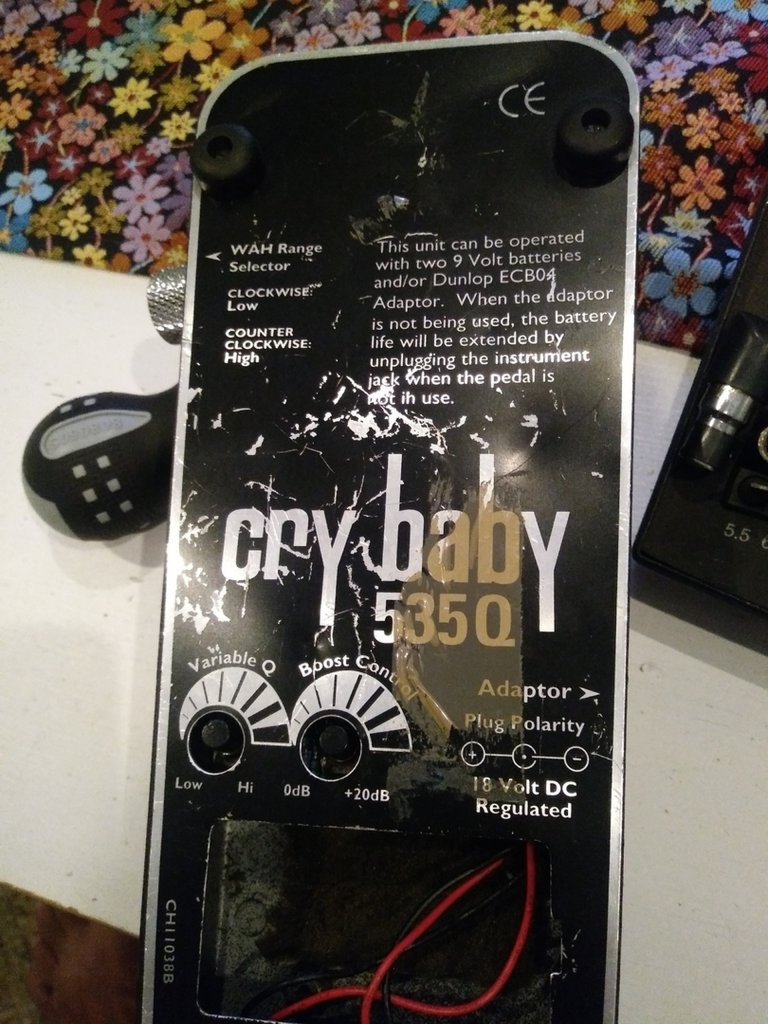 CE
WAH Range
Selector
CLOCKWISE:
Low
COUNTER
CLOCKWISE:
High
This unit can be operated
with two 9 Volt batteries
and/or Dunlop ECB04
Adaptor. When the adaptor
is not being used, the battery
life will be extended by
unplugging the instrument
jack when the pedal is
not in use.
cry baby
535Q
Variable Q
Boost Control
Low
Hi
0dB
+20dB
Adaptor
Plug Polarity
+
-
18 Volt DC
Regulated
CH11038B
5.5